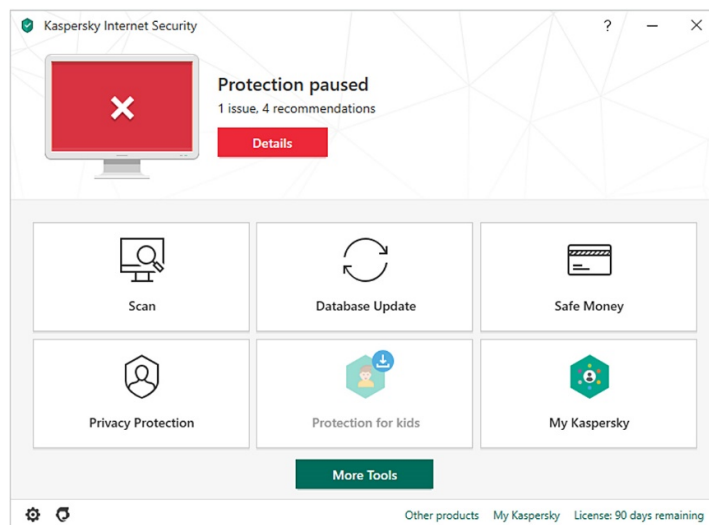 Kaspersky Internet Security
?
Protection paused
1 issue, 4 recommendations
Details
Scan
Database Update
Safe Money
Privacy Protection
Protection for kids
My Kaspersky
More Tools
Other products My Kaspersky License: 90 days remaining